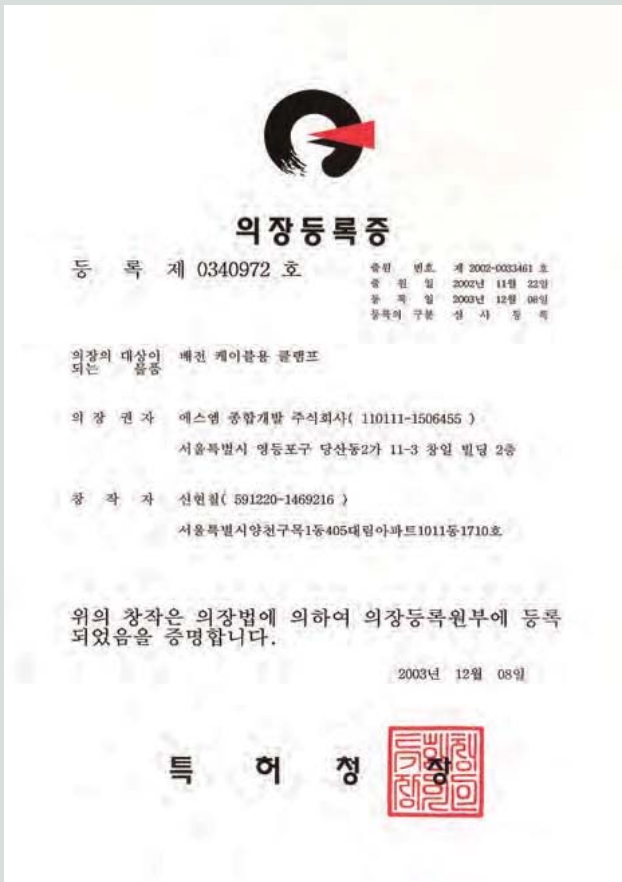 의장등록증
등 록 제 0340972 호
출원 번호 제 2002-0033461 호
출 원 일 2002년 11월 22일
등 록 일 2003년 12월 08일
등록의 구분 심 사 등 록
의장의 대상이 배전 케이블용 클램프
되는 물품
의 장 권 자 에스엠 종합개발 주식회사( 110111-1506455 )
서울특별시 영등포구 당산동2가 11-3 창일 빌딩 2층
창 작 자 신현철( 591220-1469216 )
서울특별시양천구목1동405대림아파트1011동1710호
위의 창작은 의장법에 의하여 의장등록원부에 등록
되었음을 증명합니다.
2003년 12월 08일
특 허 청 장